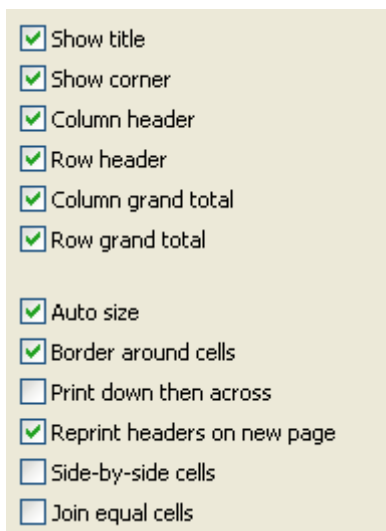 Show title
Show corner
Column header
Row header
Column grand total
Row grand total
Auto size
Border around cells
Print down then across
Reprint headers on new page
Side-by-side cells
Join equal cells